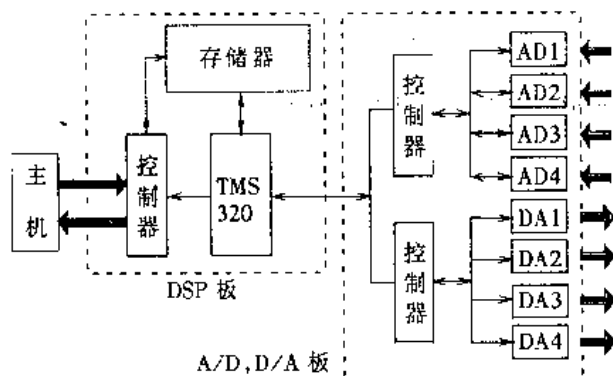 存储器
主机
控制器
TMS
320
DSP 板
控制器
控制器
AD1
AD2
AD3
AD4
DA1
DA2
DA3
DA4
A/D,D/A 板